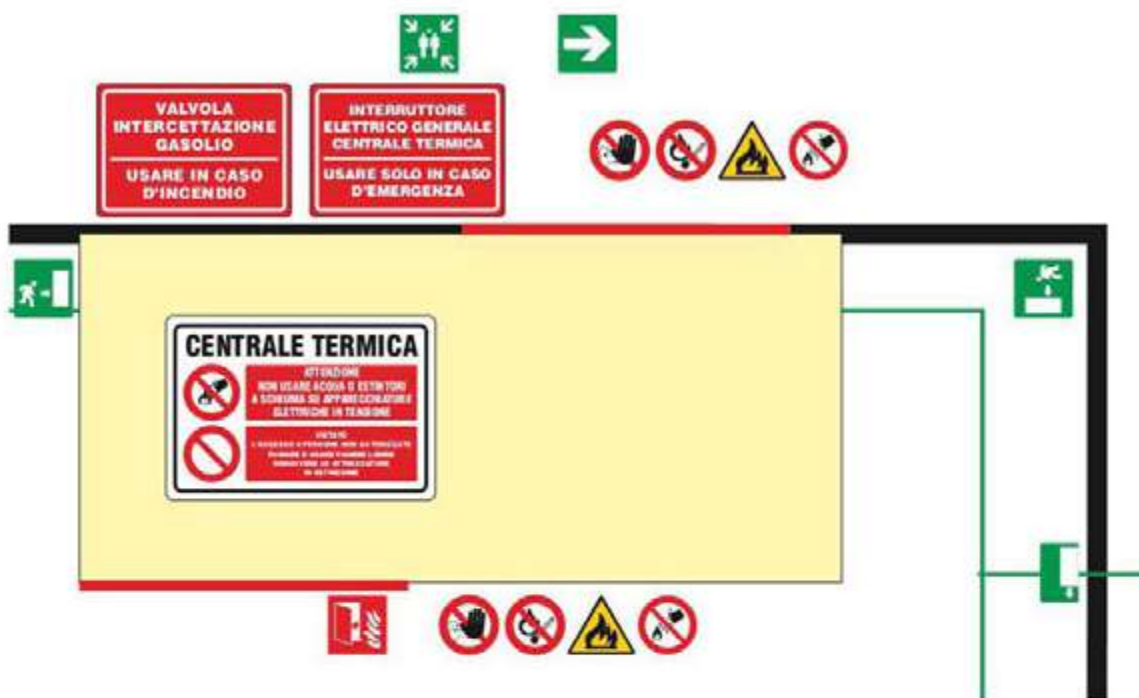 VALVOLA
INTERCETTAZIONE
GASOLIO
USARE IN CASO
D'INCENDIO
INTERRUTTORE
ELETTRICO GENERALE
CENTRALE TERMICA
USARE SOLO IN CASO
D'EMERGENZA
CENTRALE TERMICA
ATTENZIONE
NON USARE ACQUA O ESTINTORI
A SCHIUMA SU APPARECCHIATURE
ELETTRICHE IN TENSIONE
VIETATO